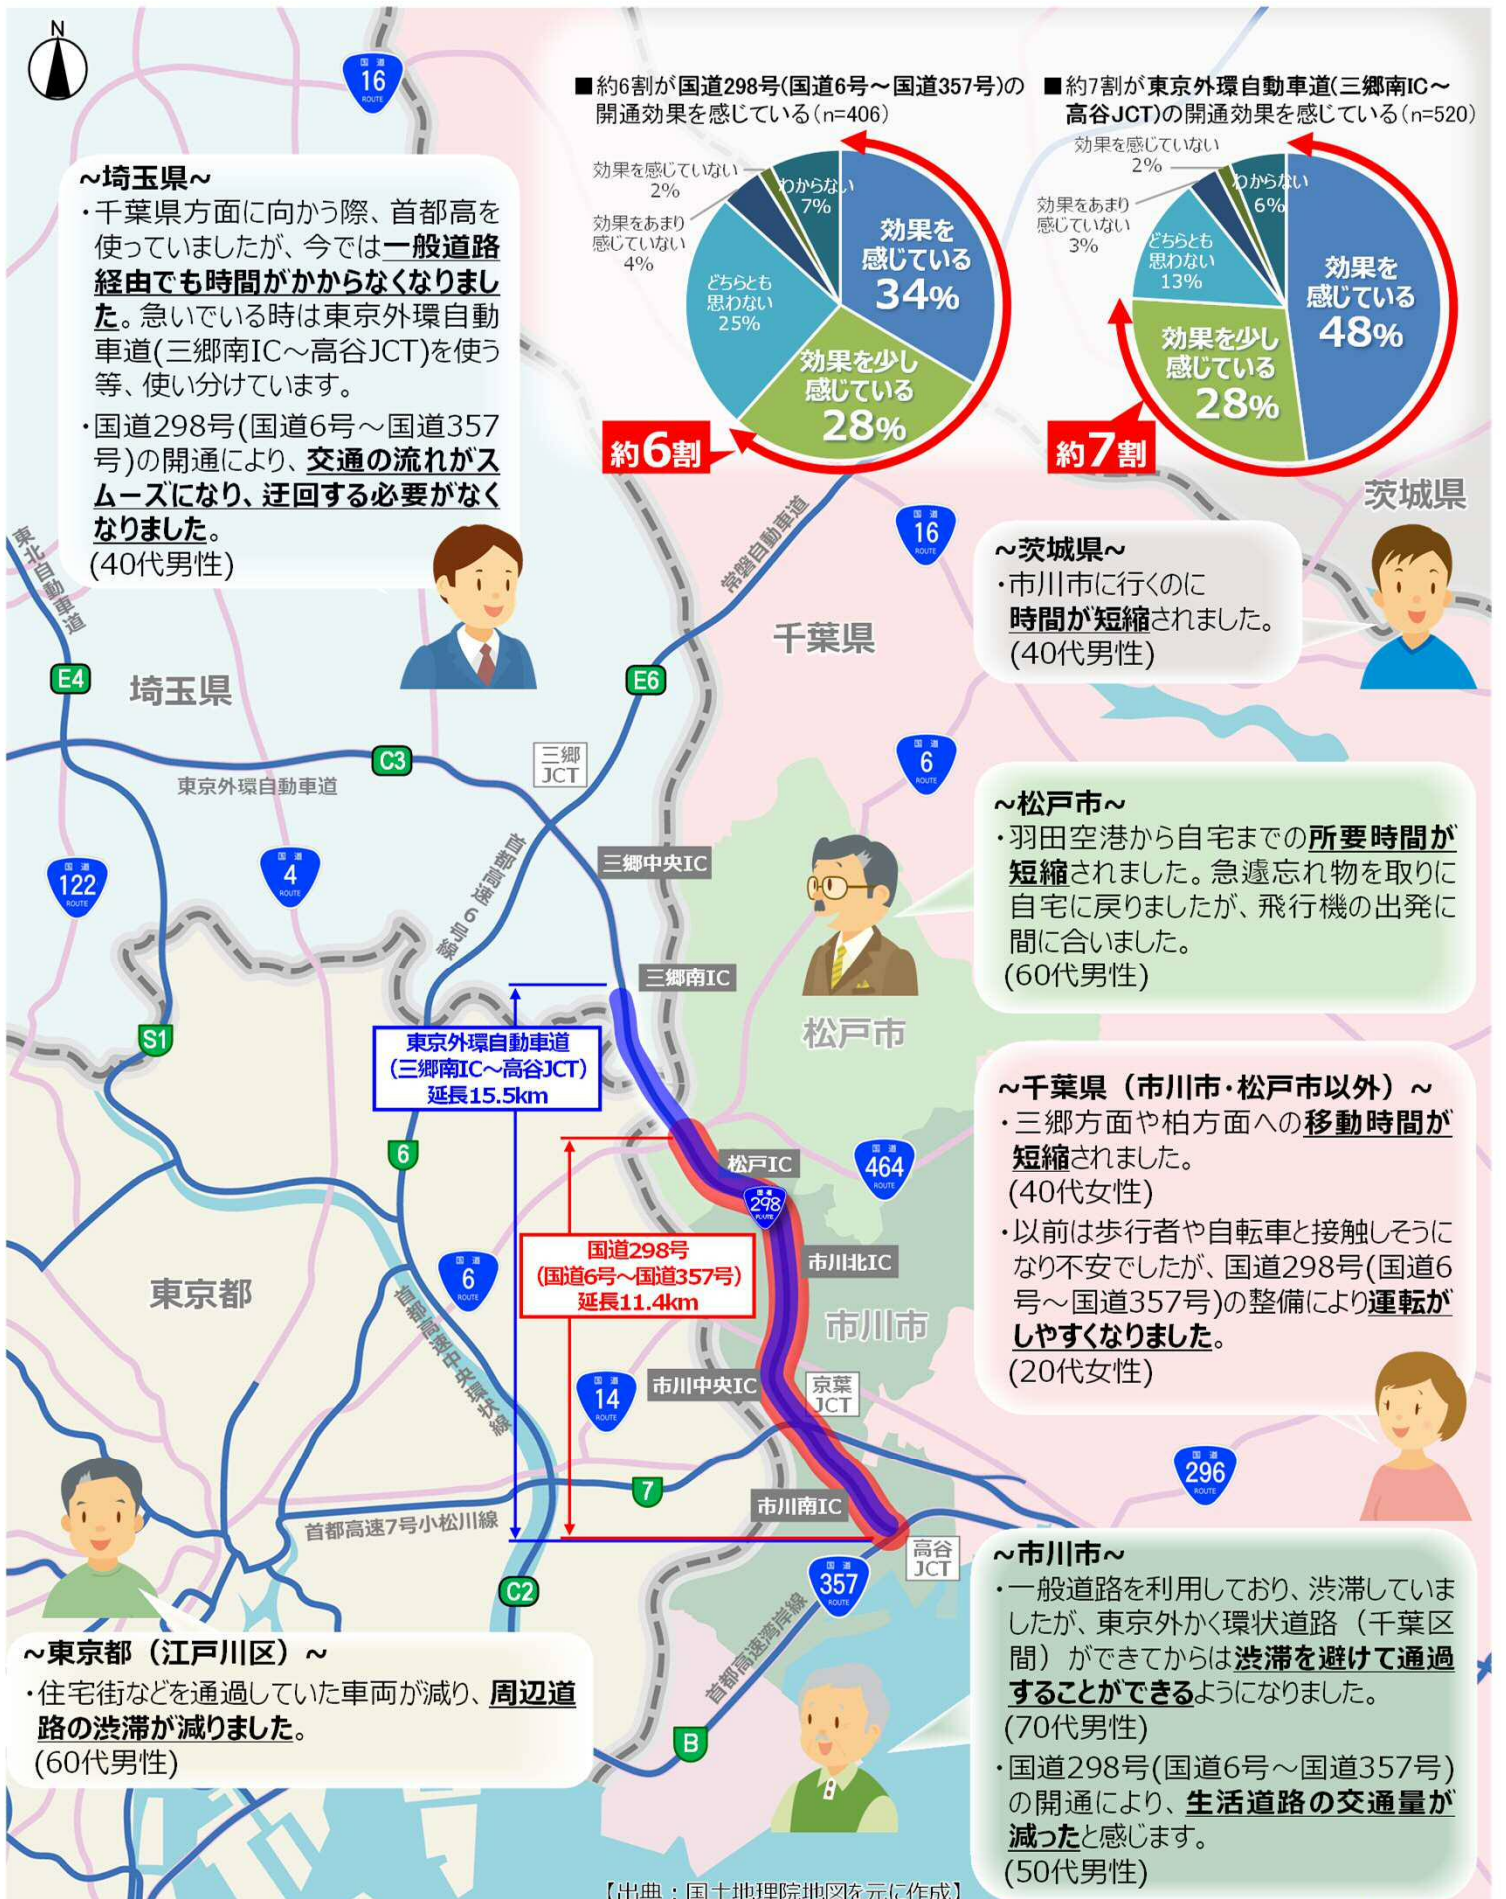 N
国道
16
ROUTE
■約6割が国道298号(国道6号～国道357号)の
開通効果を感じている(n=406)
効果を感じていない
2%
効果をあまり
感じていない
4%
どちらとも
思わない
25%
わからない
7%
効果を
感じている
34%
効果を少し
感じている
28%
約6割
■約7割が東京外環自動車道(三郷南IC～
高谷JCT)の開通効果を感じている(n=520)
効果を感じていない
2%
効果をあまり
感じていない
3%
どちらとも
思わない
13%
わからない
6%
効果を
感じている
48%
効果を少し
感じている
28%
約7割
~埼玉県~
・千葉県方面に向かう際、首都高を
使っていましたが、今では一般道路
経由でも時間がかからなくなりまし
た。急いでいる時は東京外環自動
車道(三郷南IC～高谷JCT)を使う
等、使い分けています。
・国道298号(国道6号～国道357
号)の開通により、交通の流れがス
ムーズになり、迂回する必要がなく
なりました。
(40代男性)
茨城県
国道
16
ROUTE
~茨城県~
・市川市に行くのに
時間が短縮されました。
(40代男性)
東北自動車道
常磐自動車道
千葉県
E4
埼玉県
E6
C3
三郷
JCT
東京外環自動車道
国道
6
ROUTE
~松戸市~
・羽田空港から自宅までの所要時間が
短縮されました。急遽忘れ物を取りに
自宅に戻りましたが、飛行機の出発に
間に合いました。
(60代男性)
国道
122
ROUTE
国道
4
ROUTE
首都高速6号線
三郷中央IC
三郷南IC
松戸市
S1
東京外環自動車道
(三郷南IC～高谷JCT)
延長15.5km
~千葉県（市川市・松戸市以外）~
・三郷方面や柏方面への移動時間が
短縮されました。
(40代女性)
・以前は歩行者や自転車と接触しそうに
なり不安でしたが、国道298号(国道6
号～国道357号)の整備により運転が
しやすくなりました。
(20代女性)
6
松戸IC
国道
464
ROUTE
国道
298
ROUTE
国道298号
(国道6号～国道357号)
延長11.4km
市川北IC
東京都
国道
6
ROUTE
首都高速中央環状線
市川市
国道
14
ROUTE
市川中央IC
京葉
JCT
国道
296
ROUTE
7
市川南IC
首都高速7号小松川線
高谷
JCT
C2
国道
357
ROUTE
首都高速湾岸線
B
~東京都（江戸川区）~
・住宅街などを通過していた車両が減り、周辺道
路の渋滞が減りました。
(60代男性)
~市川市~
・一般道路を利用しており、渋滞していま
したが、東京外かく環状道路（千葉区
間）ができてからは渋滞を避けて通過
することができるようになりました。
(70代男性)
・国道298号(国道6号～国道357号)
の開通により、生活道路の交通量が
減ったと感じます。
(50代男性)
【出典：国土地理院地図を元に作成】